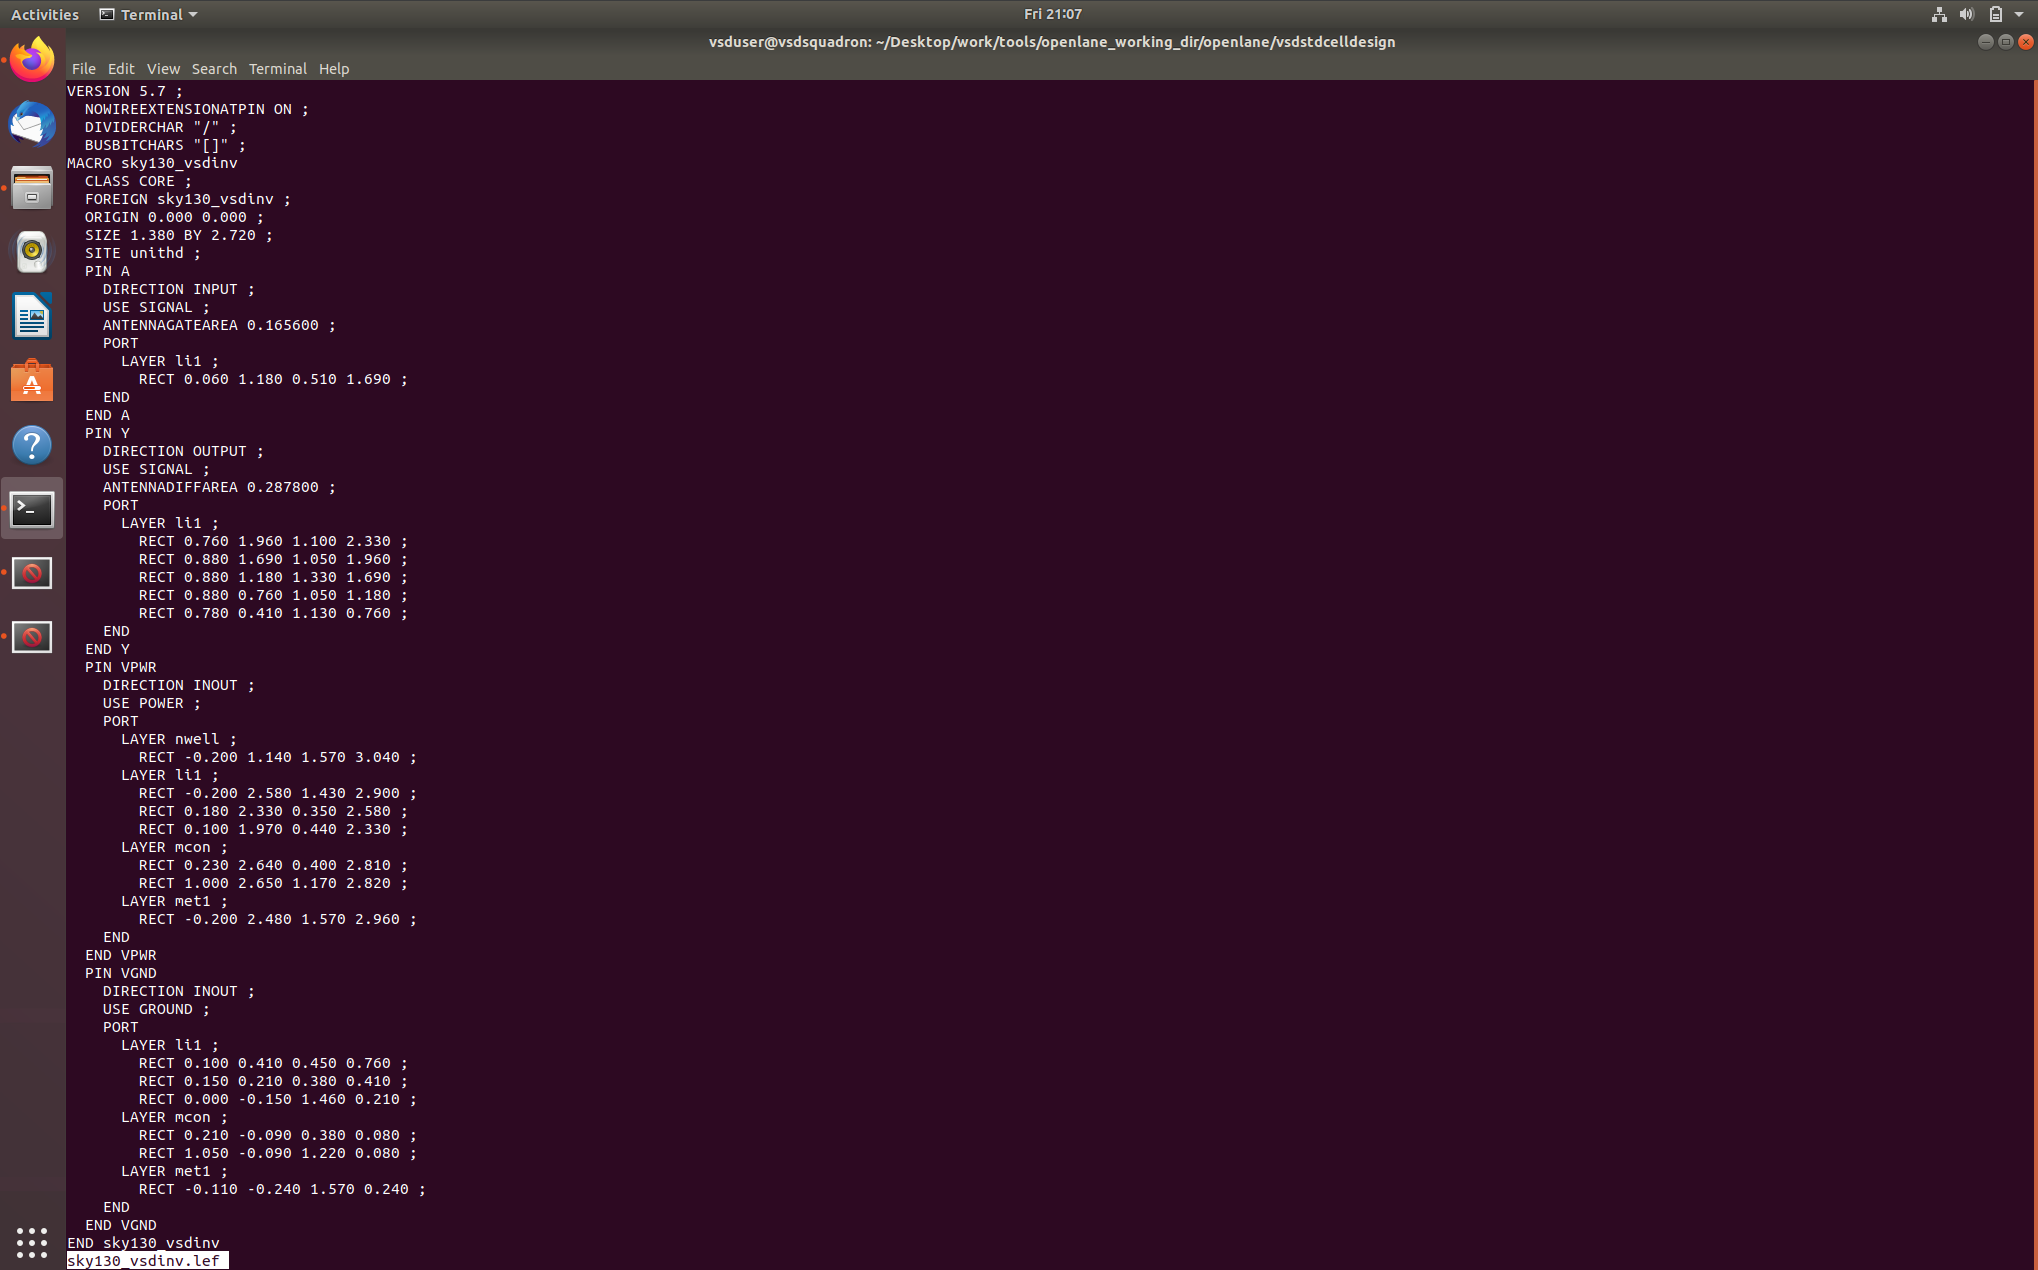 Activities Terminal Fri 21:07
vsduser@vsdsquadron: ~/Desktop/work/tools/openlane_working_dir/openlane/vsdstdcelldesign
File Edit View Search Terminal Help
VERSION 5.7 ;
  NOWIREEXTENSIONATPIN ON ;
  DIVIDERCHAR "/" ;
  BUSBITCHARS "[]" ;
MACRO sky130_vsdinv
  CLASS CORE ;
  FOREIGN sky130_vsdinv ;
  ORIGIN 0.000 0.000 ;
  SIZE 1.380 BY 2.720 ;
  SITE unithd ;
  PIN A
    DIRECTION INPUT ;
    USE SIGNAL ;
    ANTENNAGATEAREA 0.165600 ;
    PORT
      LAYER li1 ;
        RECT 0.060 1.180 0.510 1.690 ;
    END
  END A
  PIN Y
    DIRECTION OUTPUT ;
    USE SIGNAL ;
    ANTENNADIFFAREA 0.287800 ;
    PORT
      LAYER li1 ;
        RECT 0.760 1.960 1.100 2.330 ;
        RECT 0.880 1.690 1.050 1.960 ;
        RECT 0.880 1.180 1.330 1.690 ;
        RECT 0.880 0.760 1.050 1.180 ;
        RECT 0.780 0.410 1.130 0.760 ;
    END
  END Y
  PIN VPWR
    DIRECTION INOUT ;
    USE POWER ;
    PORT
      LAYER nwell ;
        RECT -0.200 1.140 1.570 3.040 ;
      LAYER li1 ;
        RECT -0.200 2.580 1.430 2.900 ;
        RECT 0.180 2.330 0.350 2.580 ;
        RECT 0.100 1.970 0.440 2.330 ;
      LAYER mcon ;
        RECT 0.230 2.640 0.400 2.810 ;
        RECT 1.000 2.650 1.170 2.820 ;
      LAYER met1 ;
        RECT -0.200 2.480 1.570 2.960 ;
    END
  END VPWR
  PIN VGND
    DIRECTION INOUT ;
    USE GROUND ;
    PORT
      LAYER li1 ;
        RECT 0.100 0.410 0.450 0.760 ;
        RECT 0.150 0.210 0.380 0.410 ;
        RECT 0.000 -0.150 1.460 0.210 ;
      LAYER mcon ;
        RECT 0.210 -0.090 0.380 0.080 ;
        RECT 1.050 -0.090 1.220 0.080 ;
      LAYER met1 ;
        RECT -0.110 -0.240 1.570 0.240 ;
    END
  END VGND
END sky130_vsdinv
sky130_vsdinv.lef